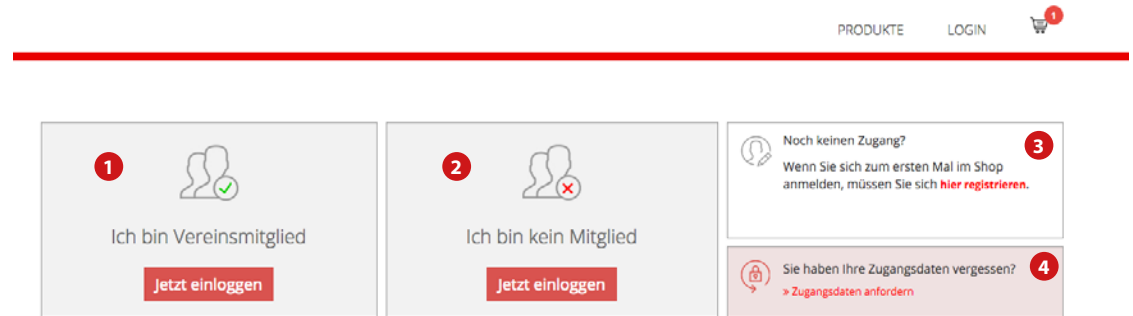 PRODUKTE LOGIN 1
1
Ich bin Vereinsmitglied
Jetzt einloggen
2
Ich bin kein Mitglied
Jetzt einloggen
3
Noch keinen Zugang?
Wenn Sie sich zum ersten Mal im Shop
anmelden, müssen Sie sich hier registrieren.
4
Sie haben Ihre Zugangsdaten vergessen?
» Zugangsdaten anfordern